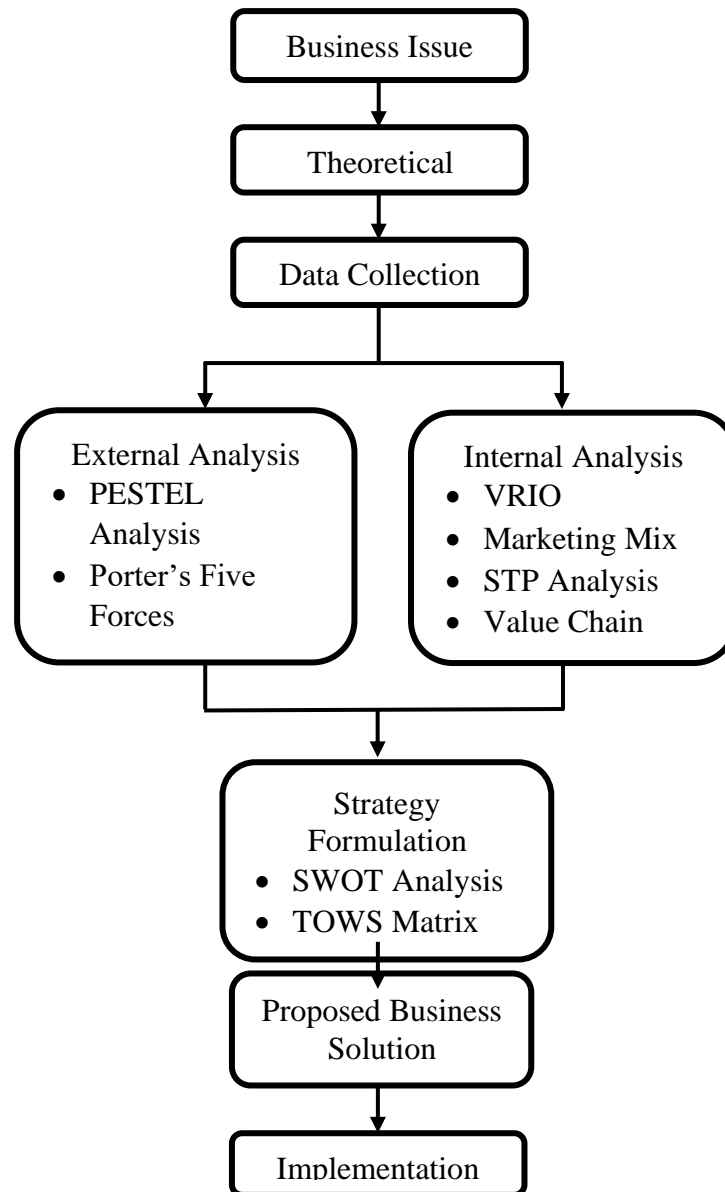 Business Issue
Theoretical
Data Collection
External Analysis
• PESTEL
Analysis
• Porter’s Five
Forces
Internal Analysis
• VRIO
• Marketing Mix
• STP Analysis
• Value Chain
Strategy
Formulation
• SWOT Analysis
• TOWS Matrix
Proposed Business
Solution
Implementation